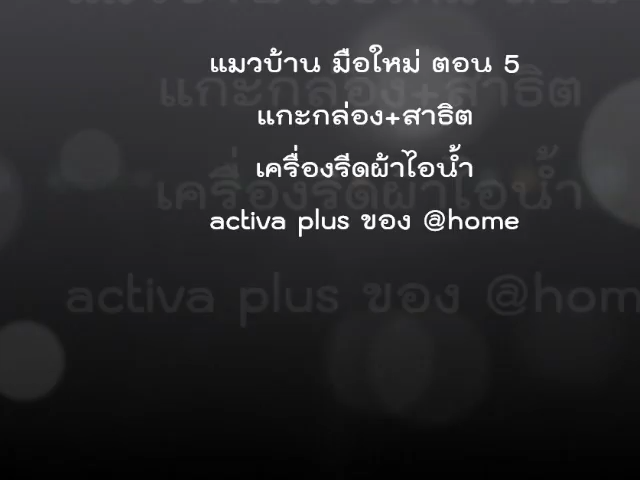 แมวบ้าน มือใหม่ ตอน 5
แกะกล่อง+สาธิต
เครื่องรีดผ้าไอน้ำ
activa plus ของ @home